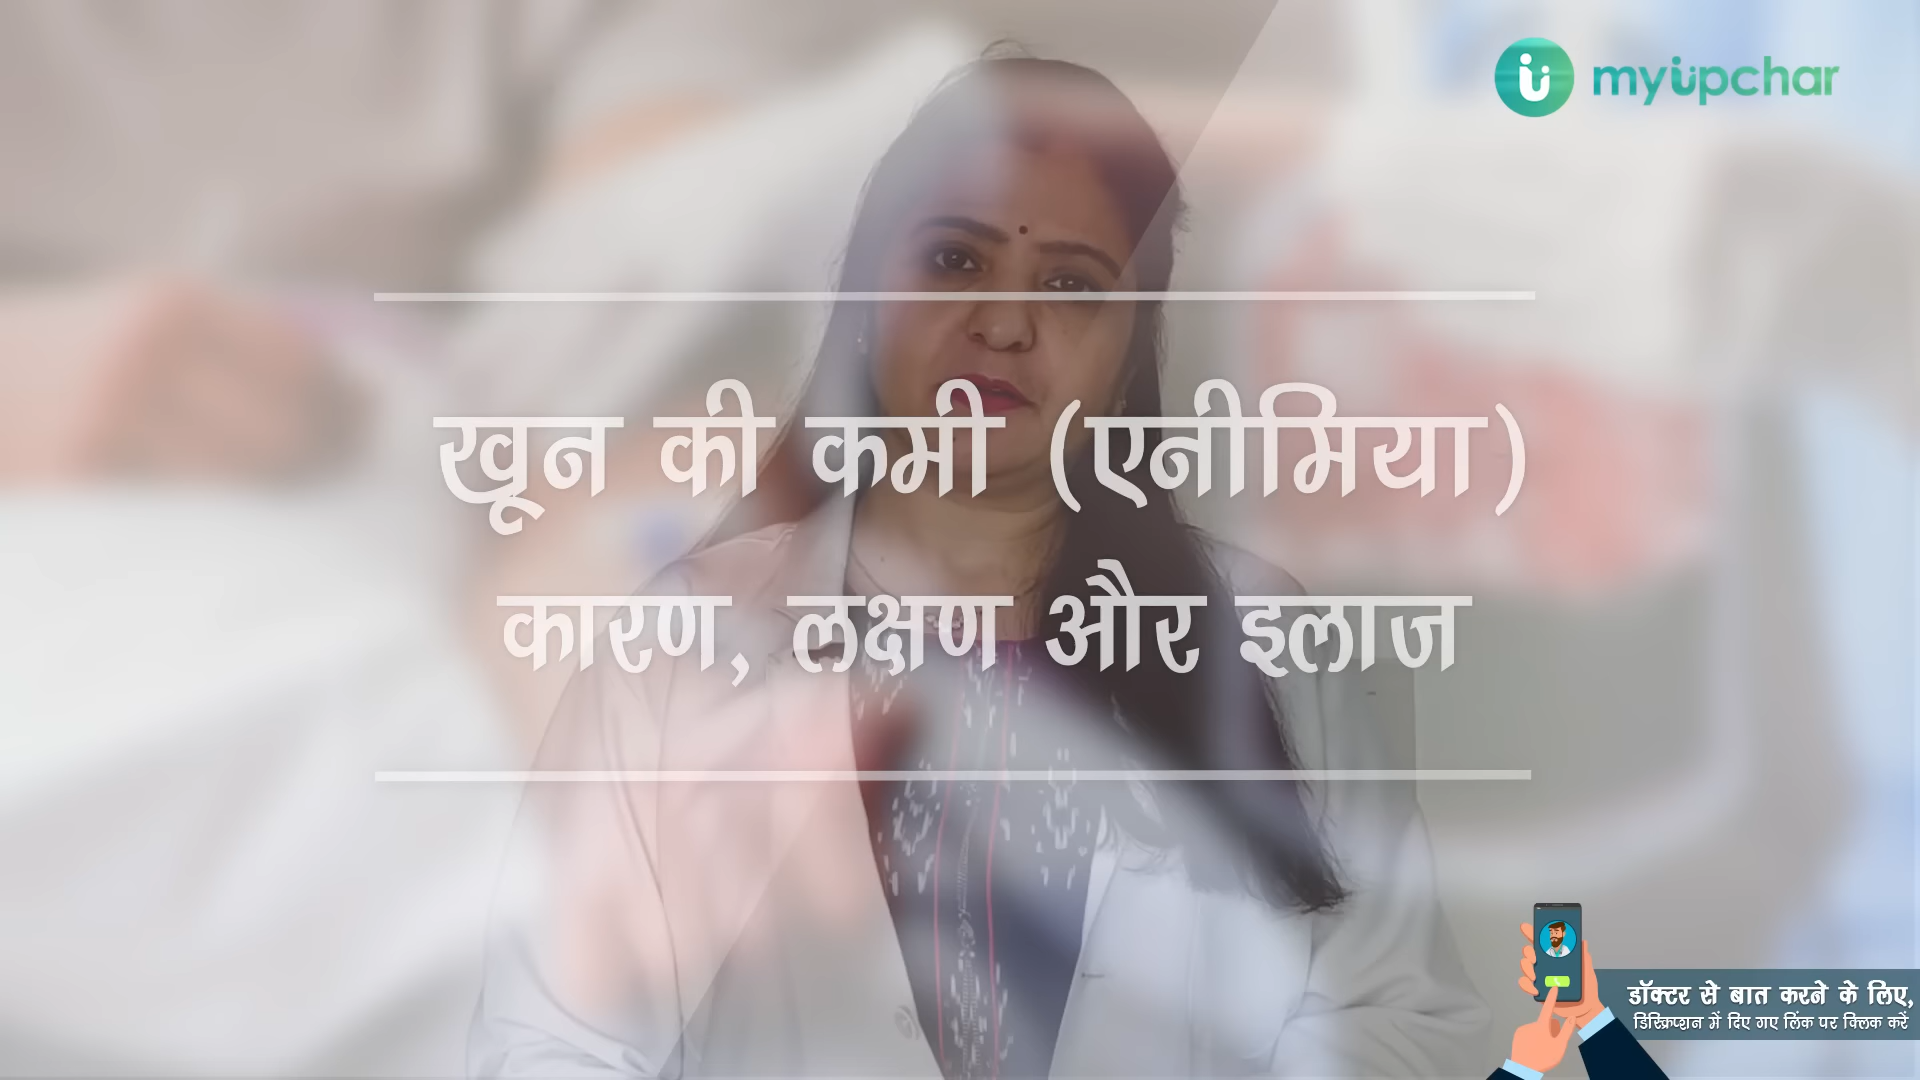 myupchar
खून की कमी (एनीमिया)
कारण, लक्षण और इलाज
डॉक्टर से बात करने के लिए,
डिस्क्रिप्शन में दिए गए लिंक पर क्लिक करें